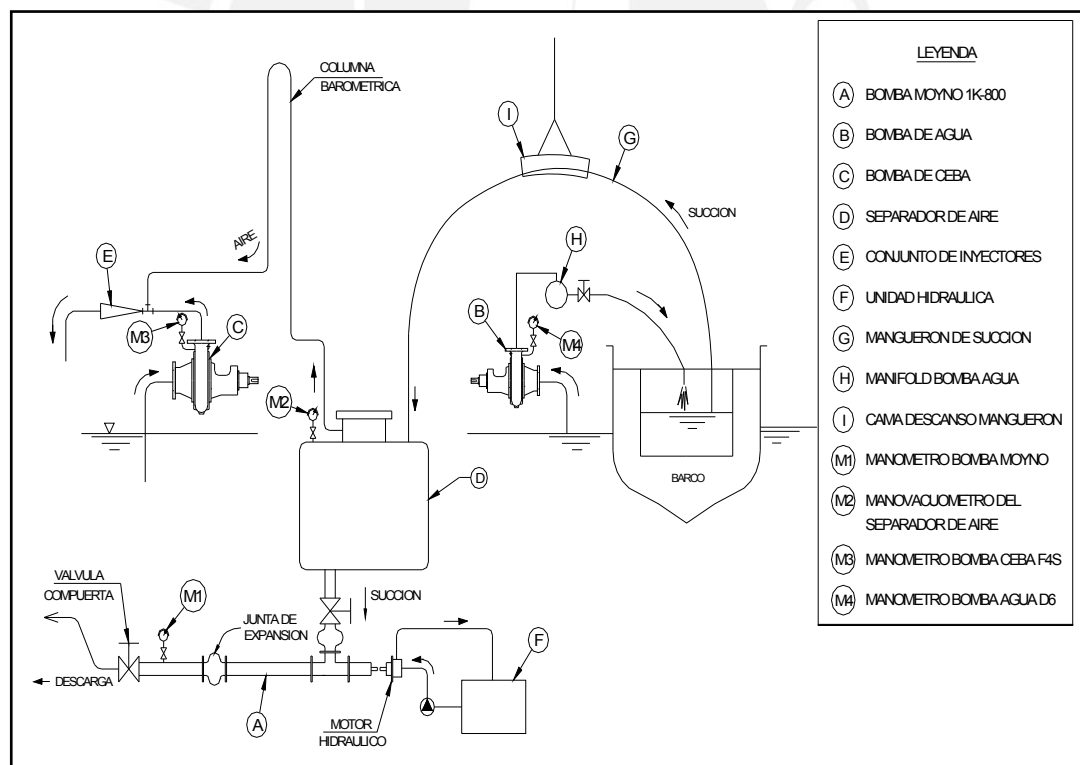 COLUMNA
BAROMETRICA
I
G
SUCCION
AIRE
E
H
B
M4
M3
C
M2
D
BARCO
VALVULA
COMPUERTA
M1
JUNTA DE
EXPANSION
SUCCION
F
DESCARGA
A
MOTOR
HIDRAULICO
LEYENDA
A BOMBA MOYNO 1K-800
B BOMBA DE AGUA
C BOMBA DE CEBA
D SEPARADOR DE AIRE
E CONJUNTO DE INYECTORES
F UNIDAD HIDRAULICA
G MANGUERON DE SUCCION
H MANIFOLD BOMBA AGUA
I CAMA DESCANSO MANGUERON
M1 MANOMETRO BOMBA MOYNO
M2 MANOVACUOMETRO DEL
SEPARADOR DE AIRE
M3 MANOMETRO BOMBA CEBA F4S
M4 MANOMETRO BOMBA AGUA D6